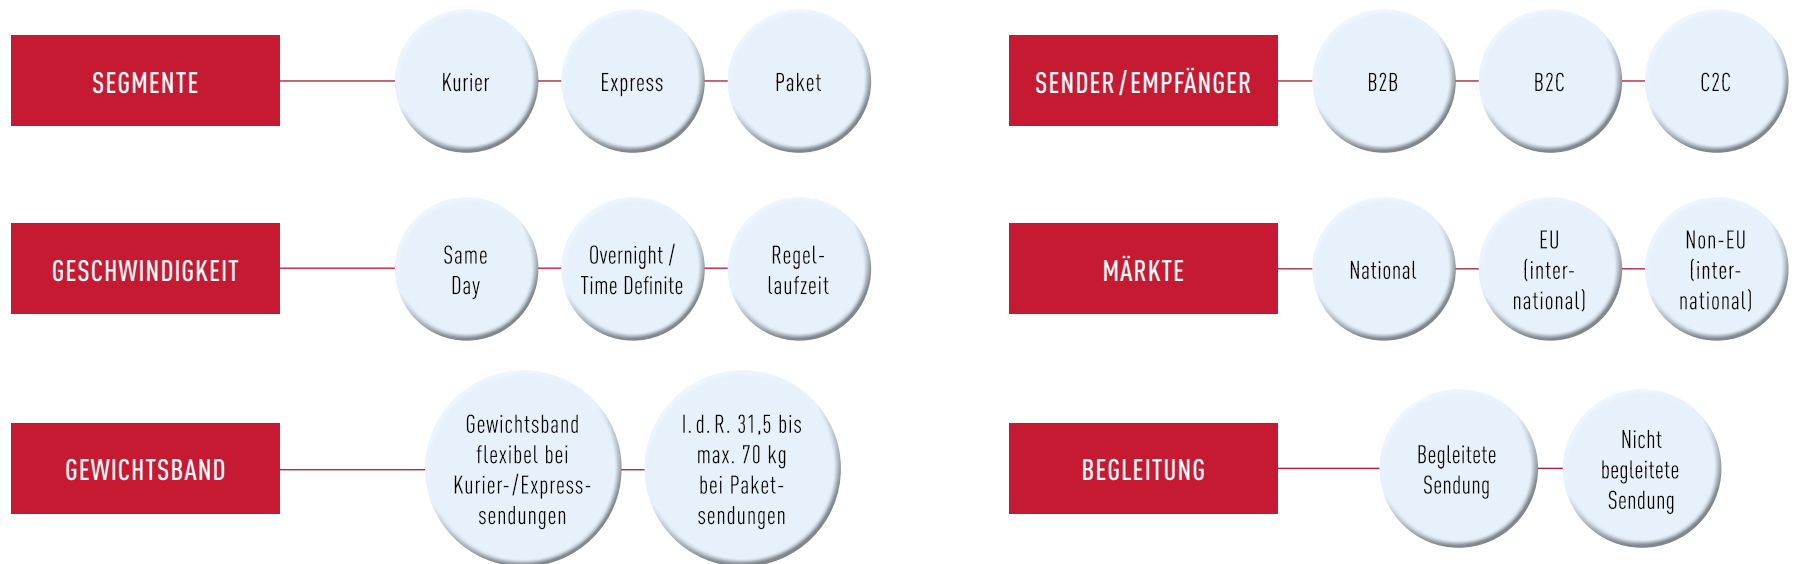 SEGMENTE
Kurier
Express
Paket
SENDER / EMPFÄNGER
B2B
B2C
C2C
GESCHWINDIGKEIT
Same
Day
Overnight /
Time Definite
Regel-
laufzeit
MÄRKTE
National
EU
(inter-
national)
Non-EU
(inter-
national)
GEWICHTSBAND
Gewichtsband
flexibel bei
Kurier-/Express-
sendungen
I. d. R. 31,5 bis
max. 70 kg
bei Paket-
sendungen
BEGLEITUNG
Begleitete
Sendung
Nicht
begleitete
Sendung